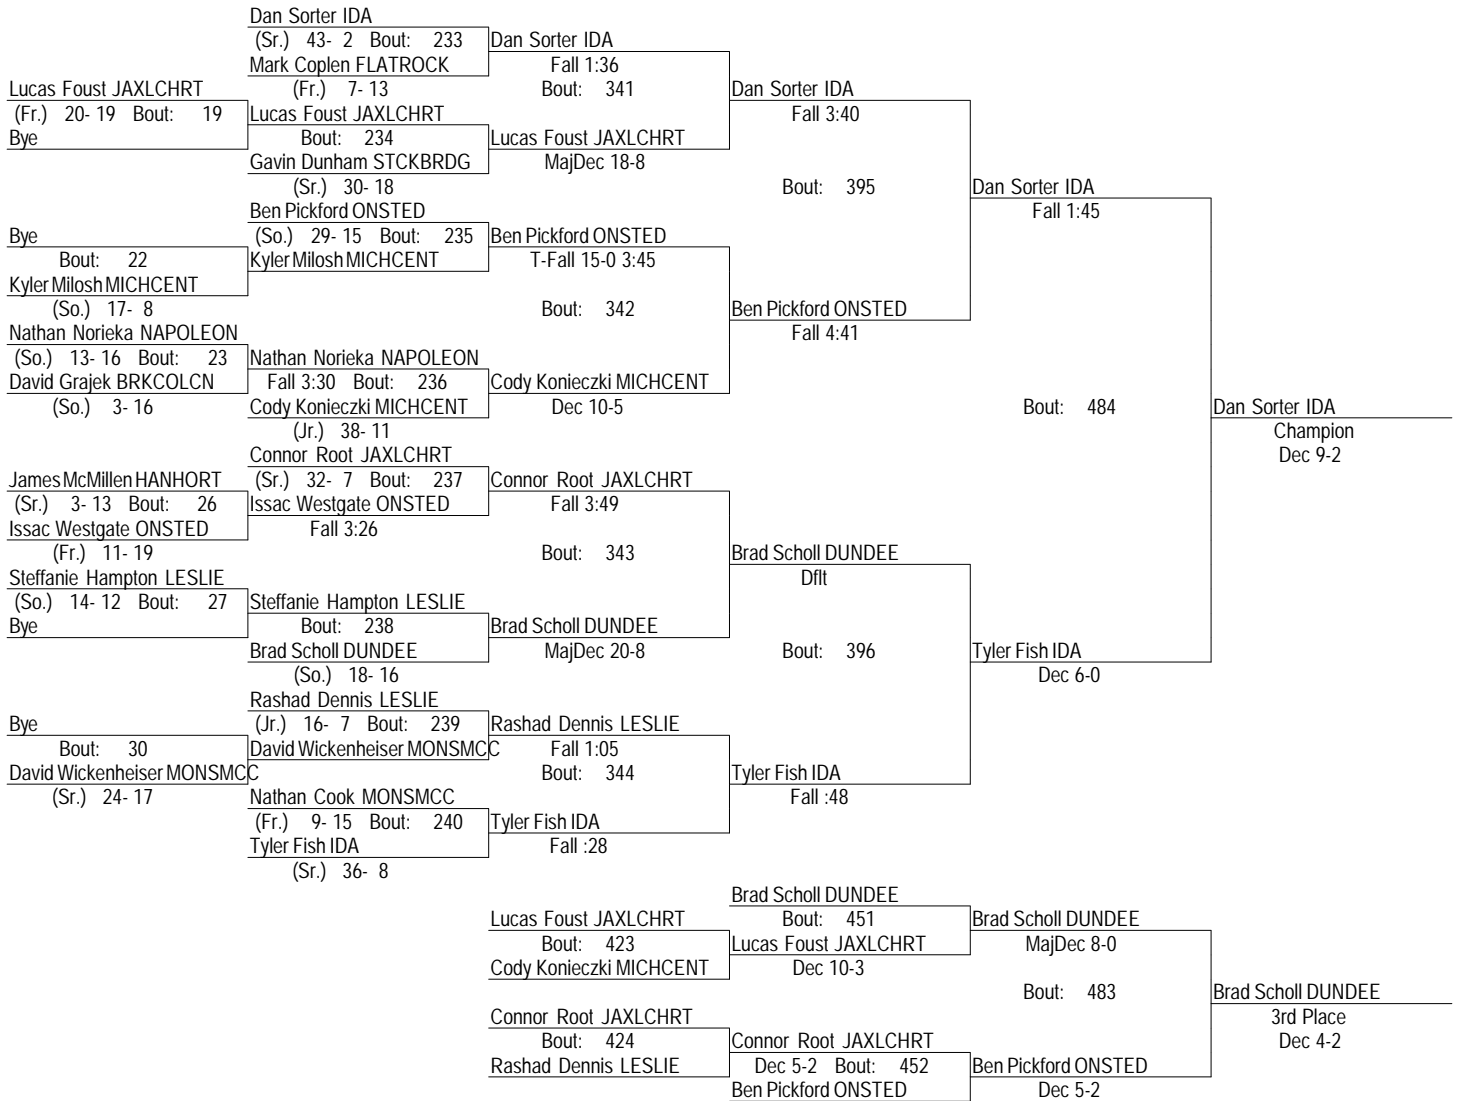 Dan Sorter IDA
(Sr.) 43- 2 Bout: 233 Dan Sorter IDA
Mark Coplen FLATROCK Fall 1:36
Lucas Foust JAXLCHRT (Fr.) 7- 13 Bout: 341 Dan Sorter IDA
(Fr.) 20- 19 Bout: 19 Lucas Foust JAXLCHRT Fall 3:40
Bye Bout: 234 Lucas Foust JAXLCHRT
Gavin Dunham STCKBRDG MajDec 18-8
(Sr.) 30- 18 Bout: 395 Dan Sorter IDA
Ben Pickford ONSTED Fall 1:45
Bye (So.) 29- 15 Bout: 235 Ben Pickford ONSTED
Bout: 22 Kyler Milosh MICHCENT T-Fall 15-0 3:45
Kyler Milosh MICHCENT
(So.) 17- 8 Bout: 342 Ben Pickford ONSTED
Nathan Norieka NAPOLEON Fall 4:41
(So.) 13- 16 Bout: 23 Nathan Norieka NAPOLEON
David Grajek BRKCOLCN Fall 3:30 Bout: 236 Cody Konieczki MICHCENT
(So.) 3- 16 Cody Konieczki MICHCENT Dec 10-5 Bout: 484 Dan Sorter IDA
(Jr.) 38- 11 Champion
Connor Root JAXLCHRT Dec 9-2
James McMillen HANHORT (Sr.) 32- 7 Bout: 237 Connor Root JAXLCHRT
(Sr.) 3- 13 Bout: 26 Issac Westgate ONSTED Fall 3:49
Issac Westgate ONSTED Fall 3:26
(Fr.) 11- 19 Bout: 343 Brad Scholl DUNDEE
Steffanie Hampton LESLIE Dflt
(So.) 14- 12 Bout: 27 Steffanie Hampton LESLIE
Bye Bout: 238 Brad Scholl DUNDEE
Brad Scholl DUNDEE MajDec 20-8 Bout: 396 Tyler Fish IDA
(So.) 18- 16 Dec 6-0
Rashad Dennis LESLIE
Bye (Jr.) 16- 7 Bout: 239 Rashad Dennis LESLIE
Bout: 30 David Wickenheiser MONSMCC Fall 1:05
David Wickenheiser MONSMCC Bout: 344 Tyler Fish IDA
(Sr.) 24- 17 Nathan Cook MONSMCC Fall :48
(Fr.) 9- 15 Bout: 240 Tyler Fish IDA
Tyler Fish IDA Fall :28
(Sr.) 36- 8
Brad Scholl DUNDEE
Lucas Foust JAXLCHRT Bout: 451 Brad Scholl DUNDEE
Bout: 423 Lucas Foust JAXLCHRT MajDec 8-0
Cody Konieczki MICHCENT Dec 10-3
Bout: 483 Brad Scholl DUNDEE
Connor Root JAXLCHRT 3rd Place
Bout: 424 Connor Root JAXLCHRT Dec 4-2
Rashad Dennis LESLIE Dec 5-2 Bout: 452 Ben Pickford ONSTED
Ben Pickford ONSTED Dec 5-2